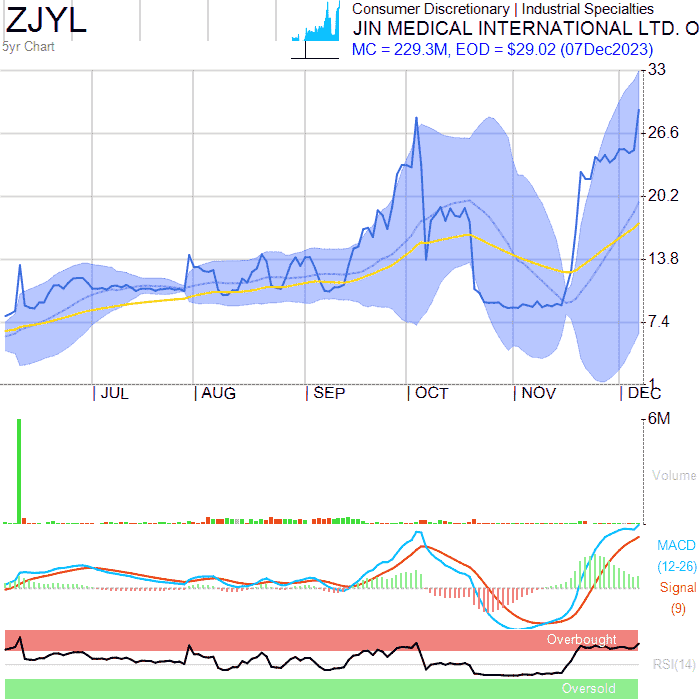 ZJYL
5yr Chart
Consumer Discretionary | Industrial Specialties
JIN MEDICAL INTERNATIONAL LTD. O
MC = 229.3M, EOD = $29.02 (07Dec2023)
33
26.6
20.2
13.8
7.4
1
JUL
AUG
SEP
OCT
NOV
DEC
6M
Volume
MACD
(12-26)
Signal
(9)
Overbought
RSI(14)
Oversold